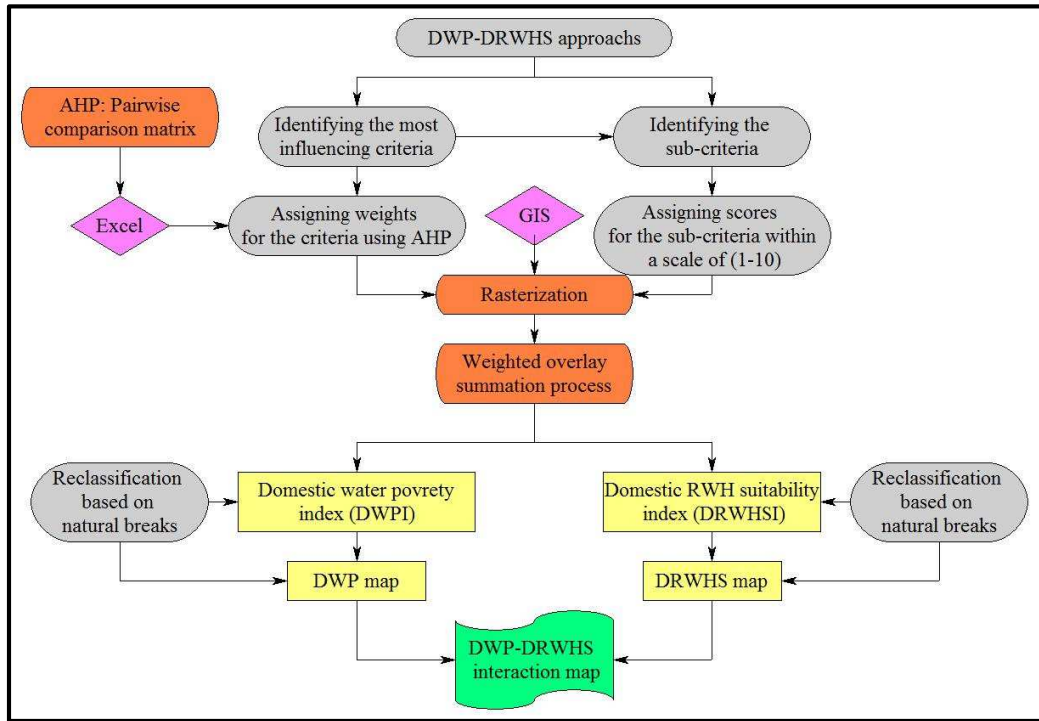 DWP-DRWHS approachs
AHP: Pairwise
comparison matrix
Identifying the most
influencing criteria
Identifying the
sub-criteria
Excel
Assigning weights
for the criteria using AHP
GIS
Assigning scores
for the sub-criteria within
a scale of (1-10)
Rasterization
Weighted overlay
summation process
Reclassification
based on
natural breaks
Domestic water povrety
index (DWPI)
Domestic RWH suitability
index (DRWHSI)
Reclassification
based on
natural breaks
DWP map
DRWHS map
DWP-DRWHS
interaction map